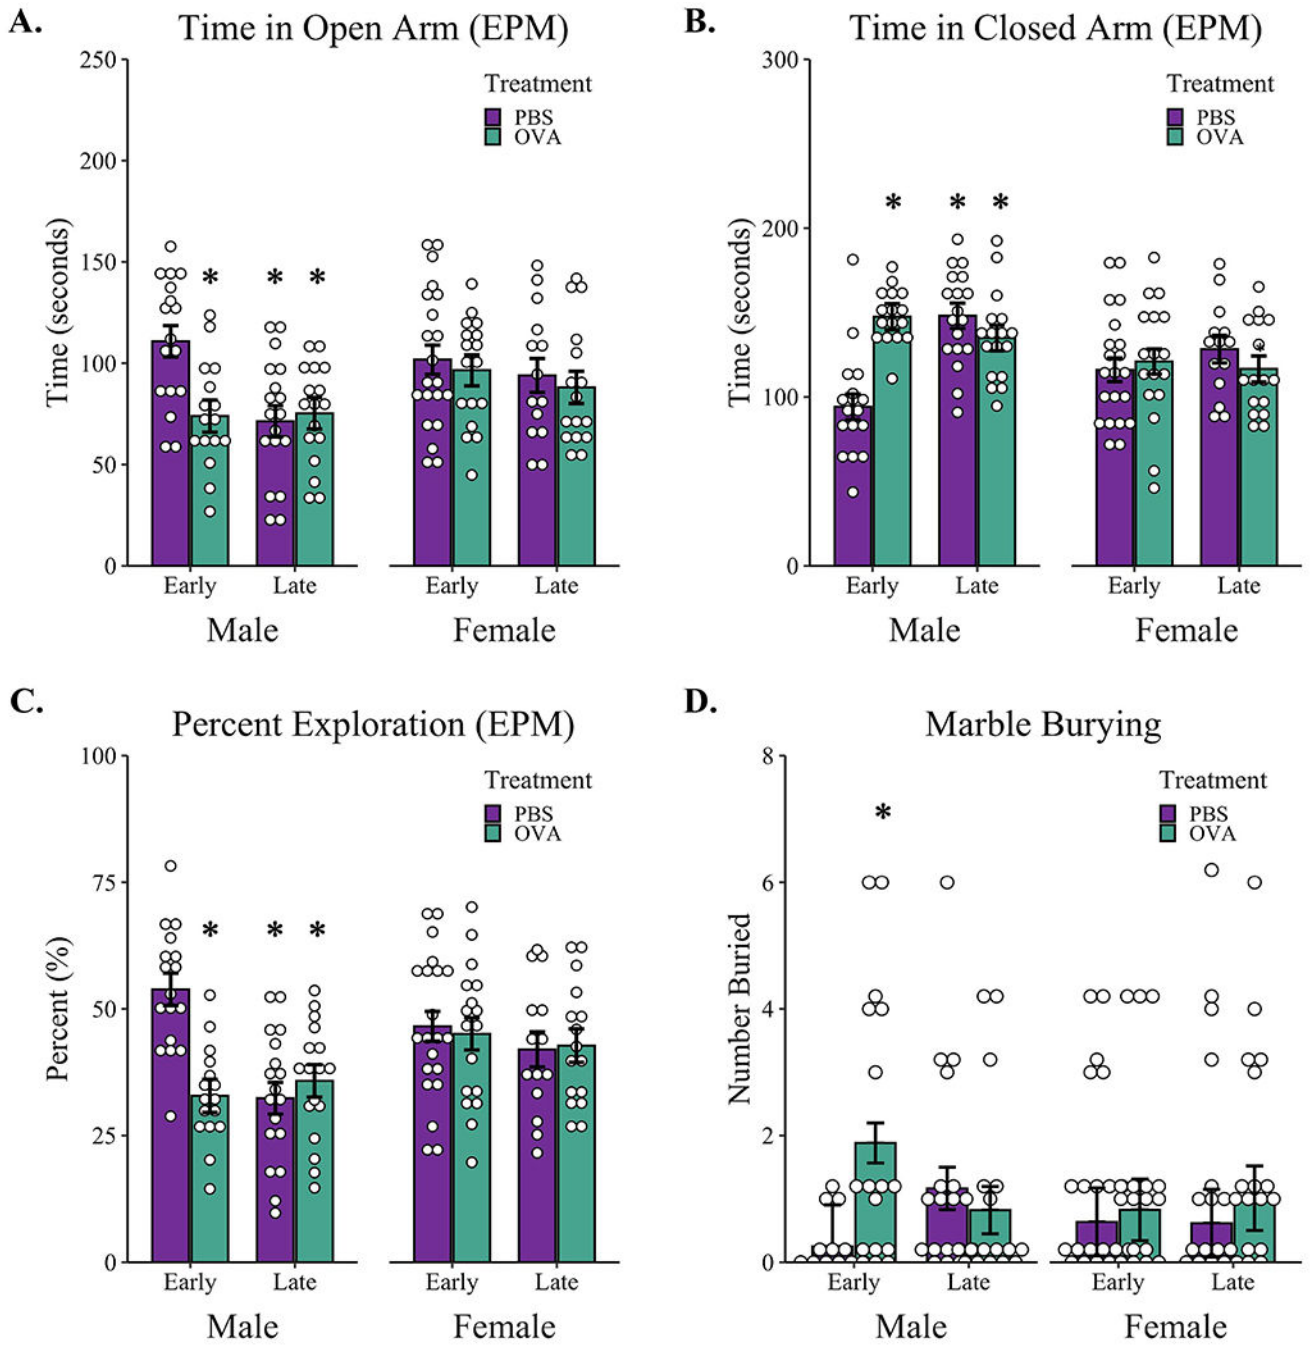 A.
Time in Open Arm (EPM)
250
200
150
100
50
0
Time (seconds)
Treatment
PBS
OVA
*
*
*
Early
Late
Early
Late
Male
Female
B.
Time in Closed Arm (EPM)
300
200
100
0
Time (seconds)
Treatment
PBS
OVA
*
*
*
Early
Late
Early
Late
Male
Female
C.
Percent Exploration (EPM)
100
75
50
25
0
Percent (%)
Treatment
PBS
OVA
*
*
*
Early
Late
Early
Late
Male
Female
D.
Marble Burying
8
6
4
2
0
Number Buried
Treatment
PBS
OVA
*
Early
Late
Early
Late
Male
Female